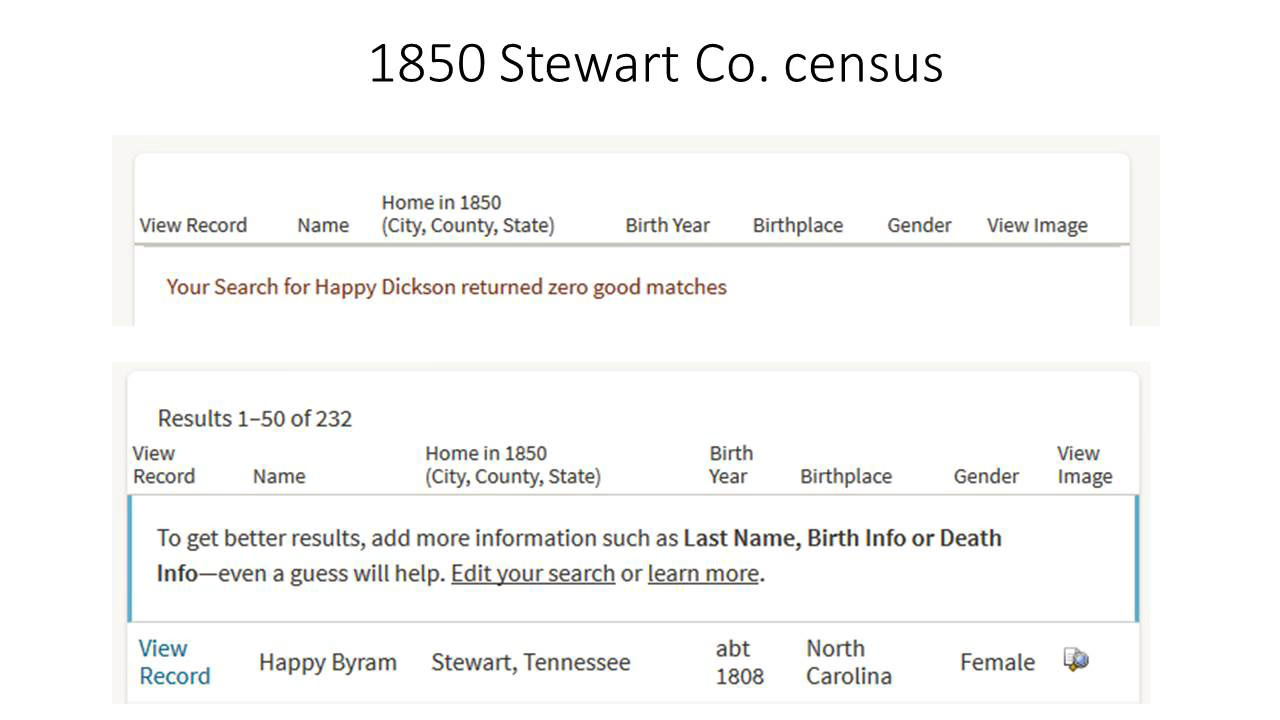 1850 Stewart Co. census
Home in 1850
View Record Name (City, County, State) Birth Year Birthplace Gender View Image
Your Search for Happy Dickson returned zero good matches
Results 1–50 of 232
View Home in 1850 Birth View
Record Name (City, County, State) Year Birthplace Gender Image
To get better results, add more information such as Last Name, Birth Info or Death
Info—even a guess will help. Edit your search or learn more.
View abt North
Happy Byram Stewart, Tennessee Female
Record 1808 Carolina